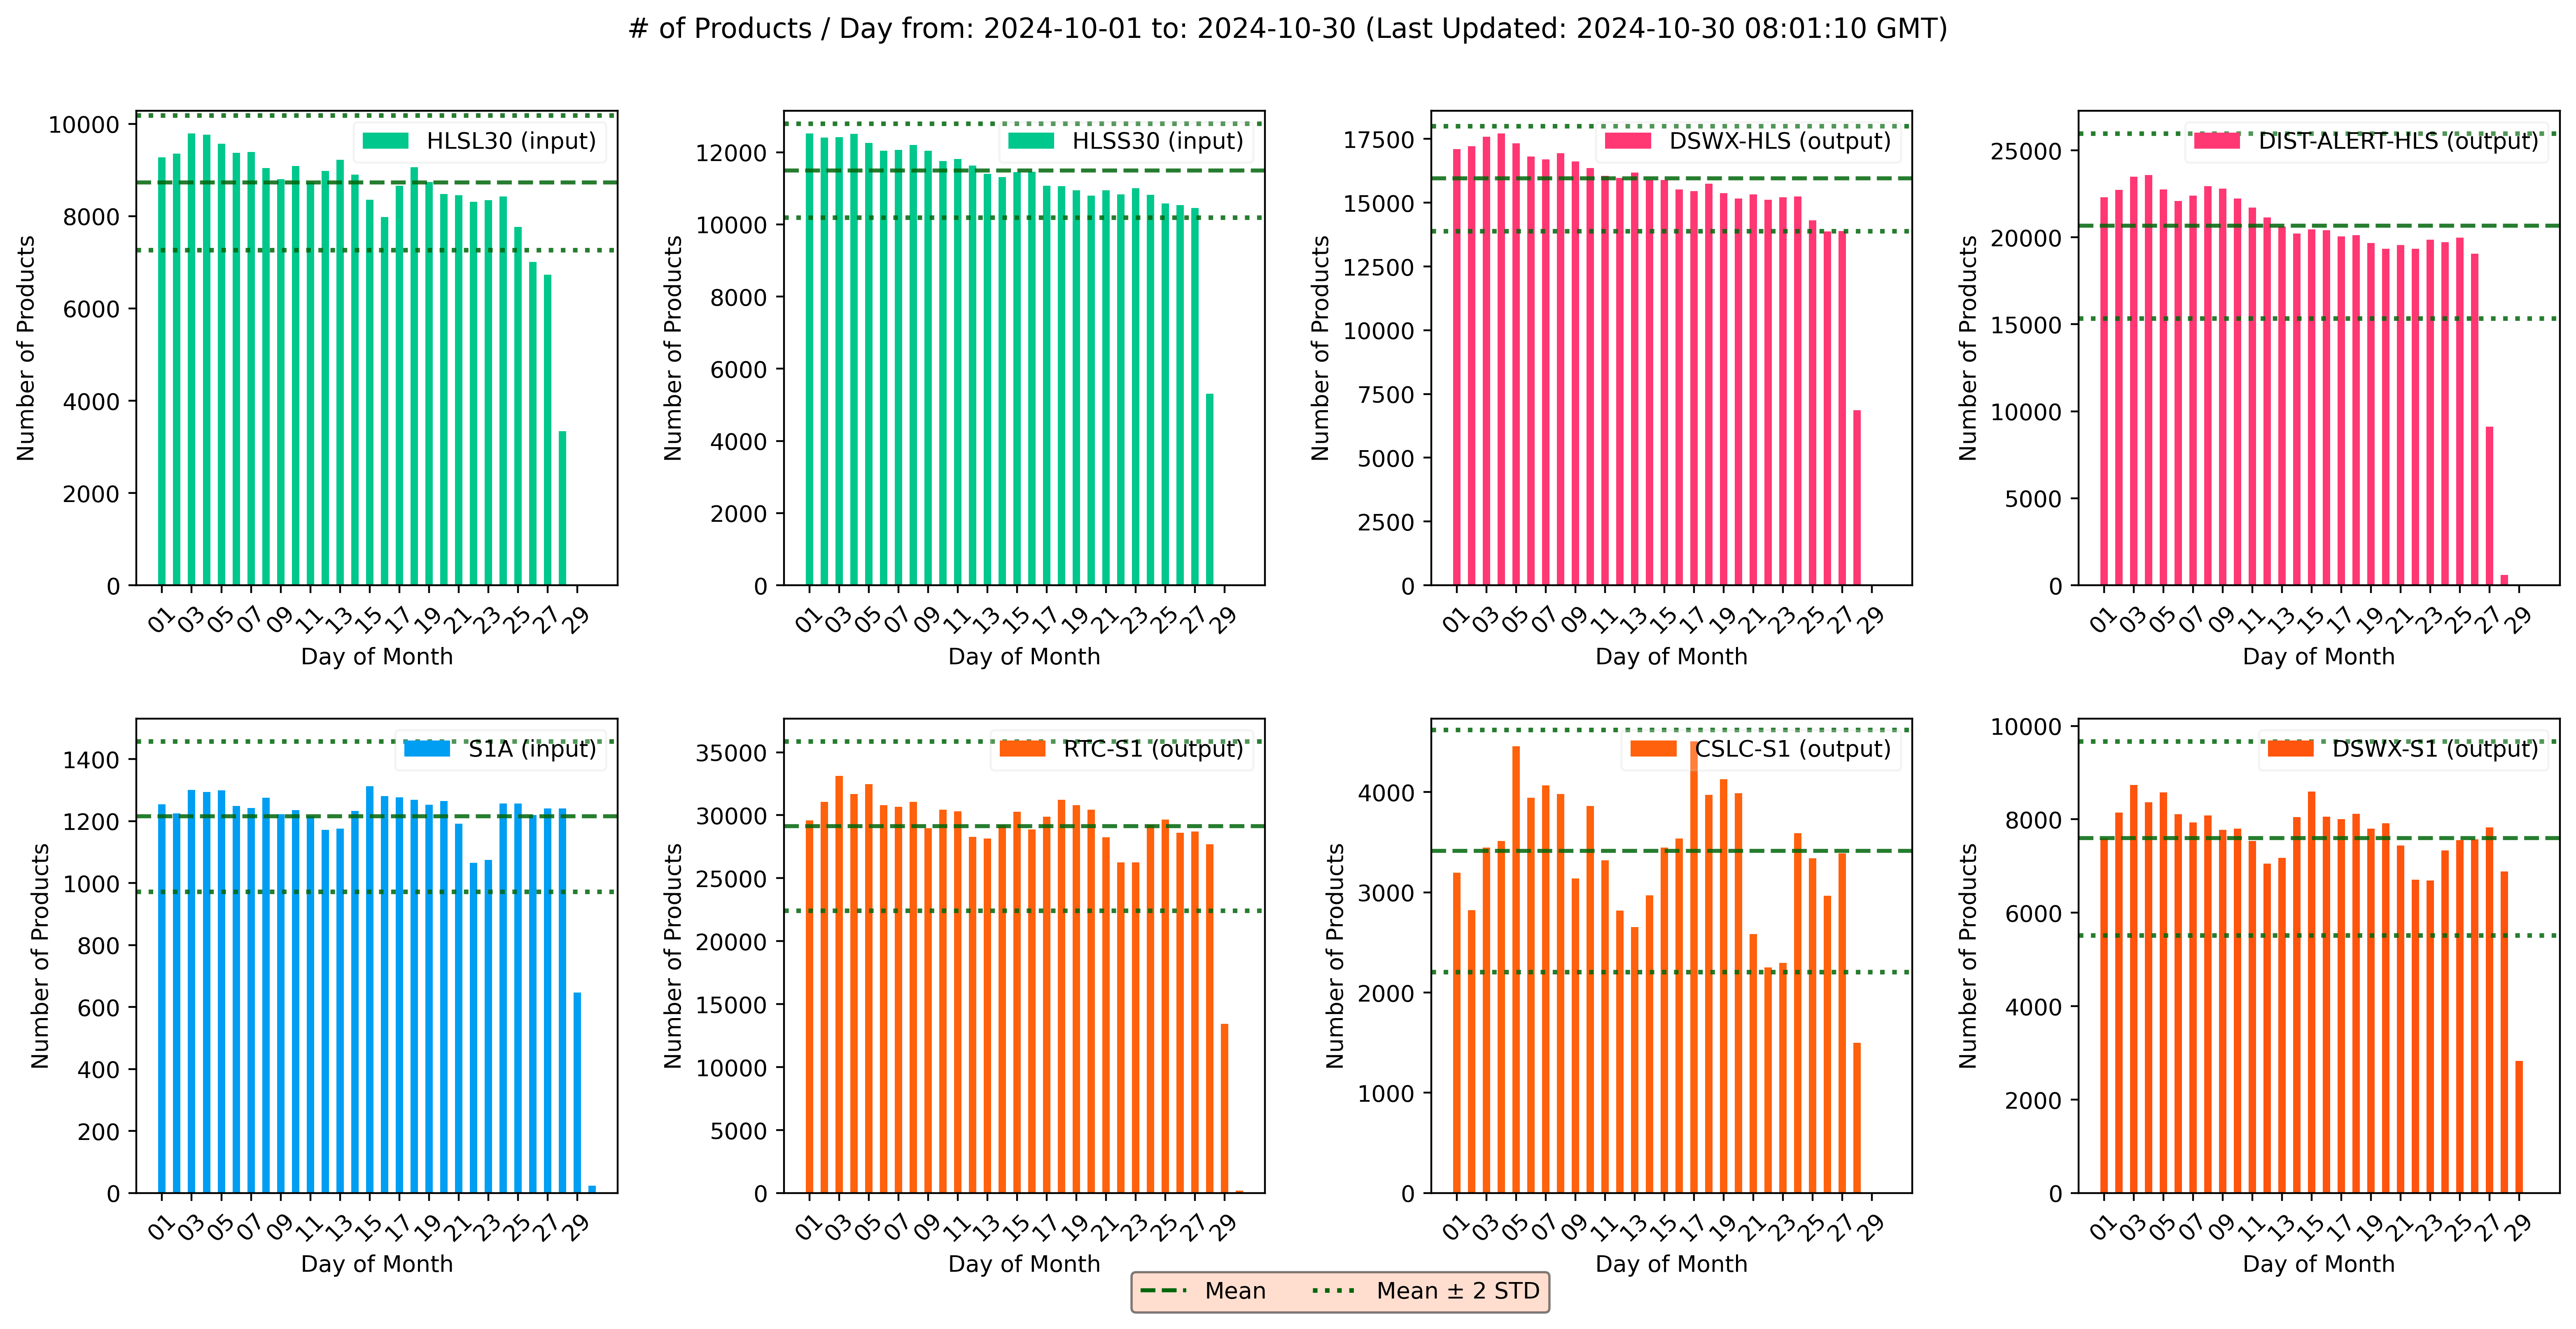 # of Products / Day from: 2024-10-01 to: 2024-10-30 (Last Updated: 2024-10-30 08:01:10 GMT)
Number of Products
10000
8000
6000
4000
2000
0
HLSL30 (input)
01 03 05 07 09 11 13 15 17 19 21 23 25 27 29
Day of Month
Number of Products
12000
10000
8000
6000
4000
2000
0
HLSS30 (input)
01 03 05 07 09 11 13 15 17 19 21 23 25 27 29
Day of Month
Number of Products
17500
15000
12500
10000
7500
5000
2500
0
DSWX-HLS (output)
01 03 05 07 09 11 13 15 17 19 21 23 25 27 29
Day of Month
Number of Products
25000
20000
15000
10000
5000
0
DIST-ALERT-HLS (output)
01 03 05 07 09 11 13 15 17 19 21 23 25 27 29
Day of Month
Number of Products
1400
1200
1000
800
600
400
200
0
S1A (input)
01 03 05 07 09 11 13 15 17 19 21 23 25 27 29
Day of Month
Number of Products
35000
30000
25000
20000
15000
10000
5000
0
RTC-S1 (output)
01 03 05 07 09 11 13 15 17 19 21 23 25 27 29
Day of Month
Number of Products
4000
3000
2000
1000
0
CSLC-S1 (output)
01 03 05 07 09 11 13 15 17 19 21 23 25 27 29
Day of Month
Number of Products
10000
8000
6000
4000
2000
0
DSWX-S1 (output)
01 03 05 07 09 11 13 15 17 19 21 23 25 27 29
Day of Month
Mean
Mean ± 2 STD